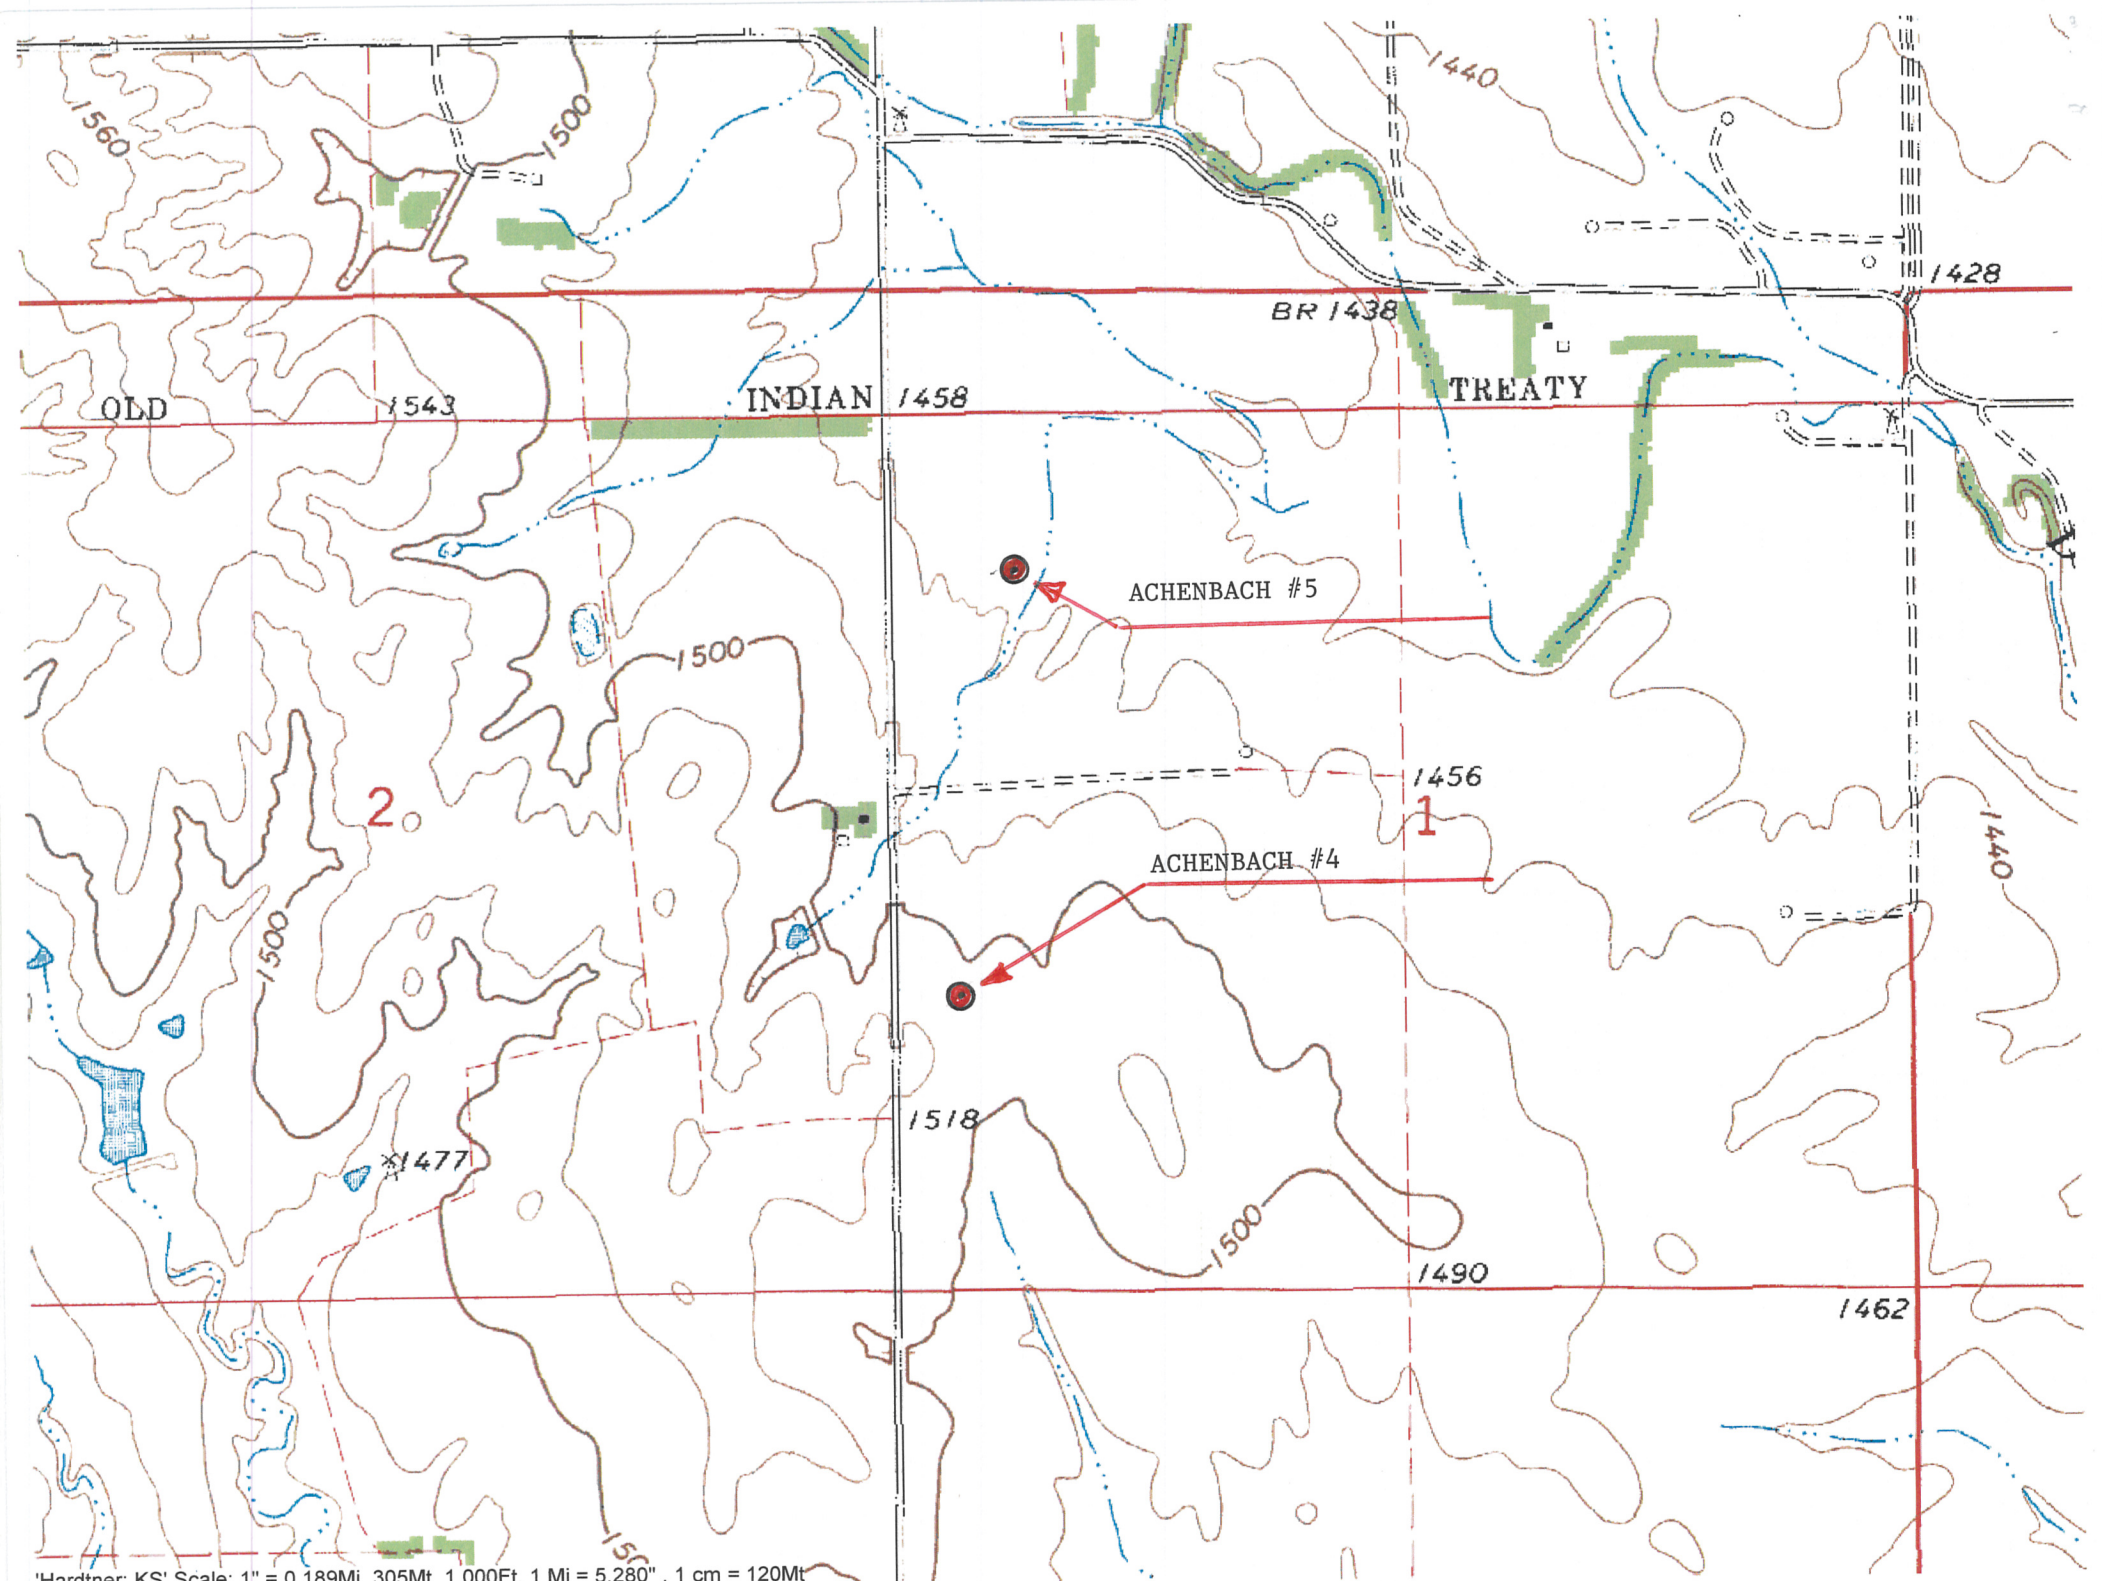 1440
1560
1500
1428
BR 1438
OLD
1543
INDIAN
1458
TREATY
ACHENBACH #5
1500
1456
2
1
1440
ACHENBACH #4
1500
1518
1477
1500
1490
1462
'Hardtner; KS' Scale: 1" = 0.189Mi 305Mt 1,000Ft, 1 Mi = 5.280", 1 cm = 120Mt